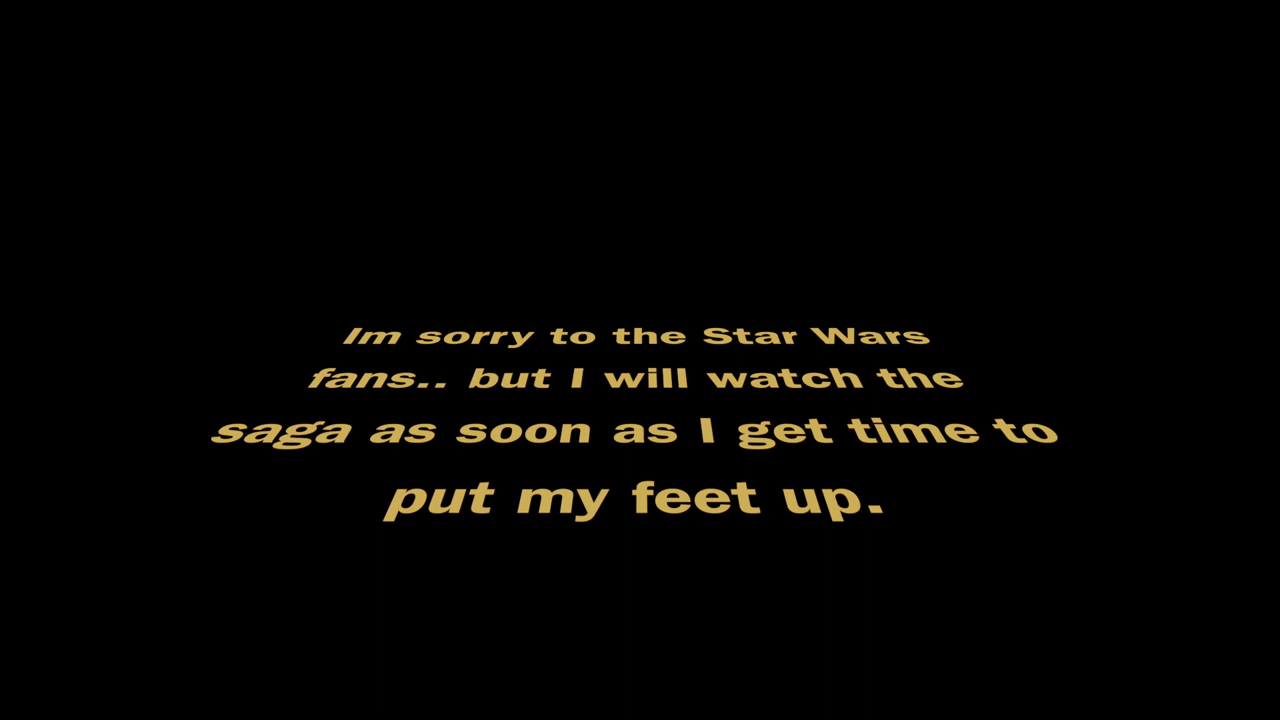 Im sorry to the Star Wars
fans.. but I will watch the
saga as soon as I get time to
put my feet up.